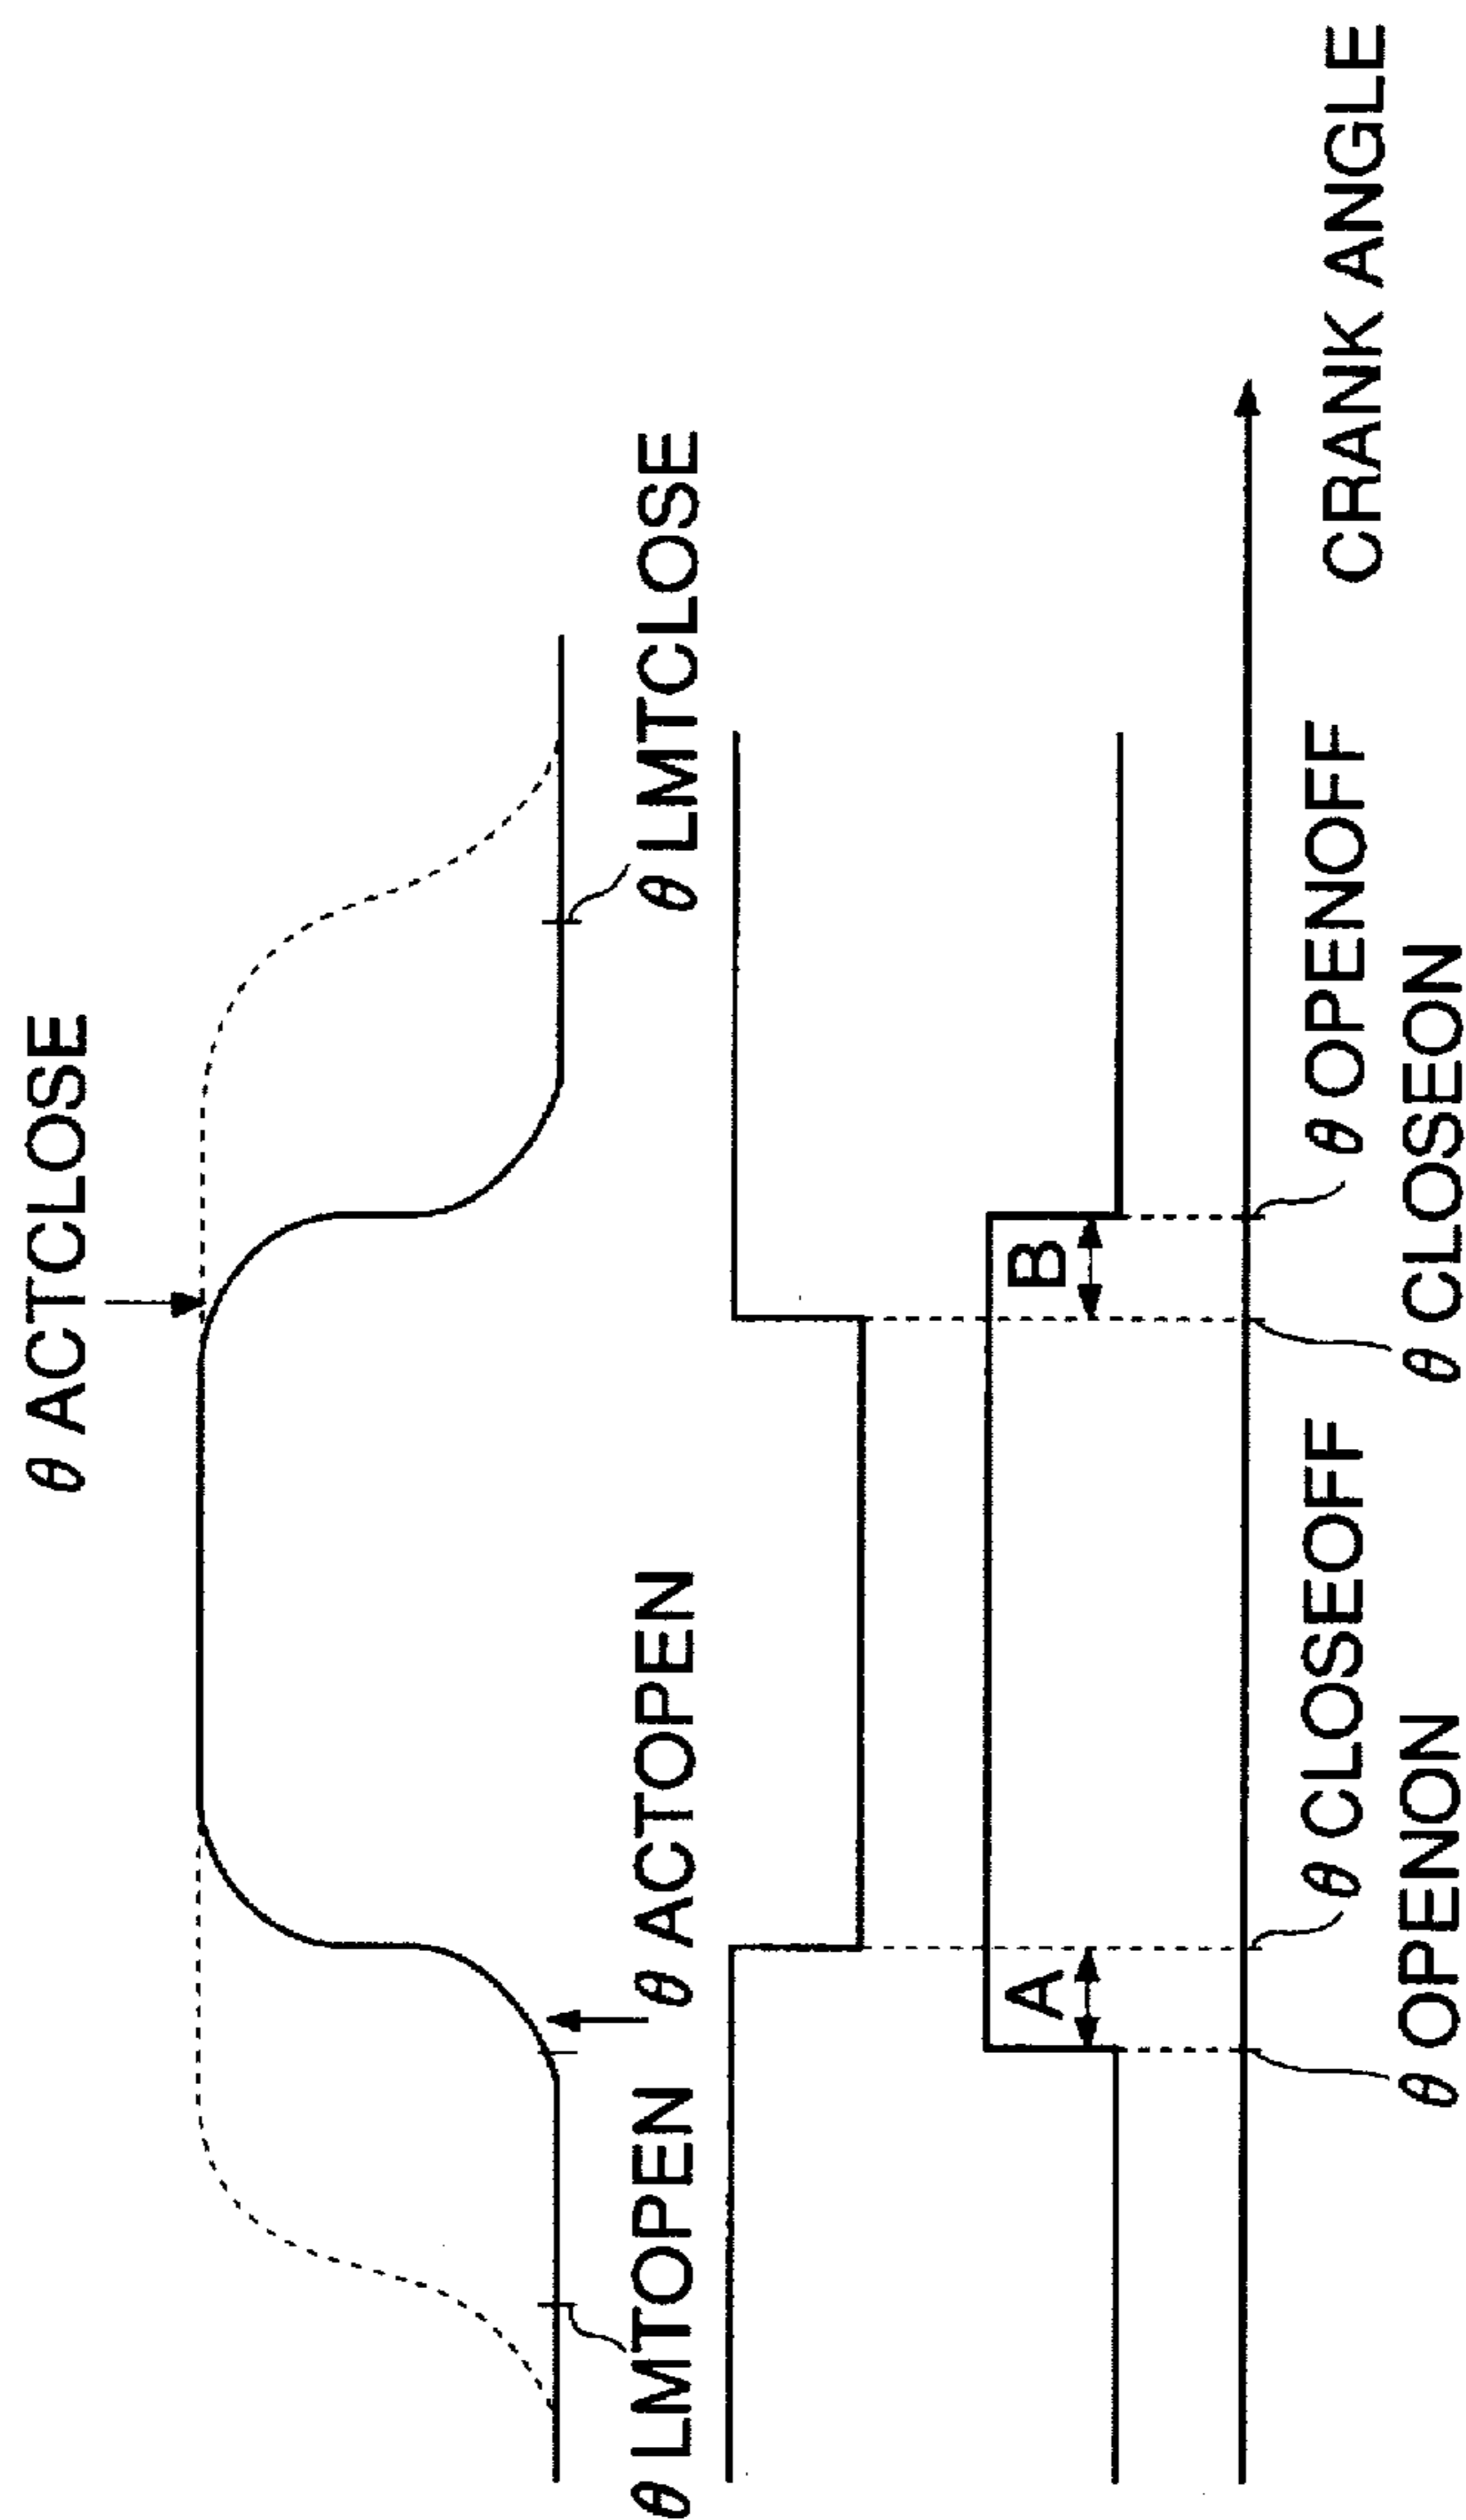 θ ACTCLOSE
θ LMTOPEN
θ ACTOPEN
θ LMTCLOSE
A
B
θ CLOSEOFF
θ OPENOFF
CRANK ANGLE
θ OPENON
θ CLOSEON